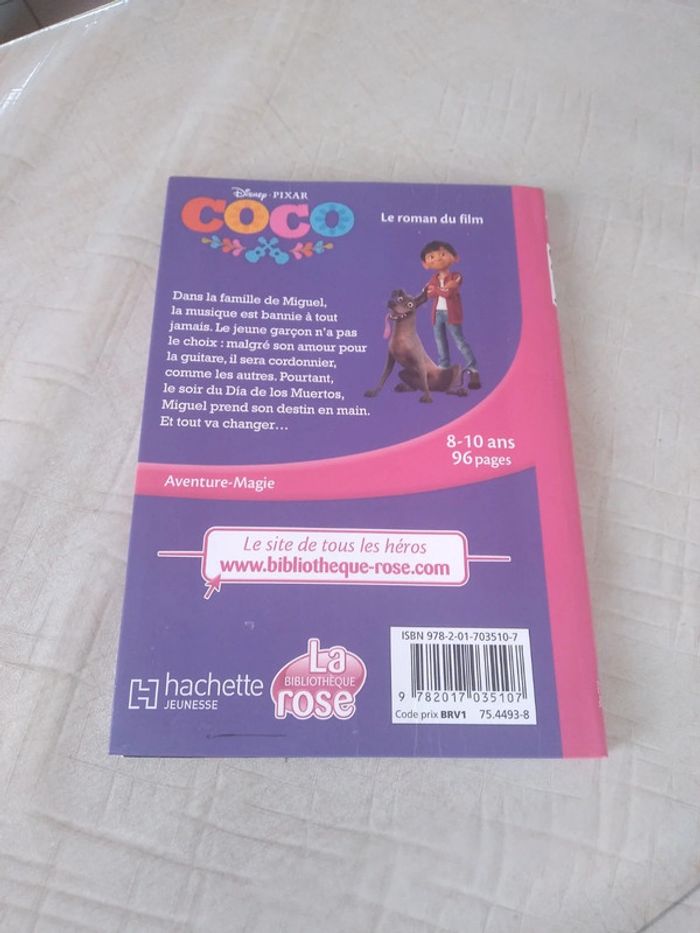 Disney · PIXAR
COCO
Le roman du film
Dans la famille de Miguel,
la musique est bannie à tout
jamais. Le jeune garçon n'a pas
le choix : malgré son amour pour
la guitare, il sera cordonnier,
comme les autres. Pourtant,
le soir du Día de los Muertos,
Miguel prend son destin en main.
Et tout va changer…
8-10 ans
96 pages
Aventure-Magie
Le site de tous les héros
www.bibliotheque-rose.com
hachette
JEUNESSE
La
BIBLIOTHÈQUE
rose
ISBN 978-2-01-703510-7
9 782017 035107
Code prix BRV1 75.4493-8